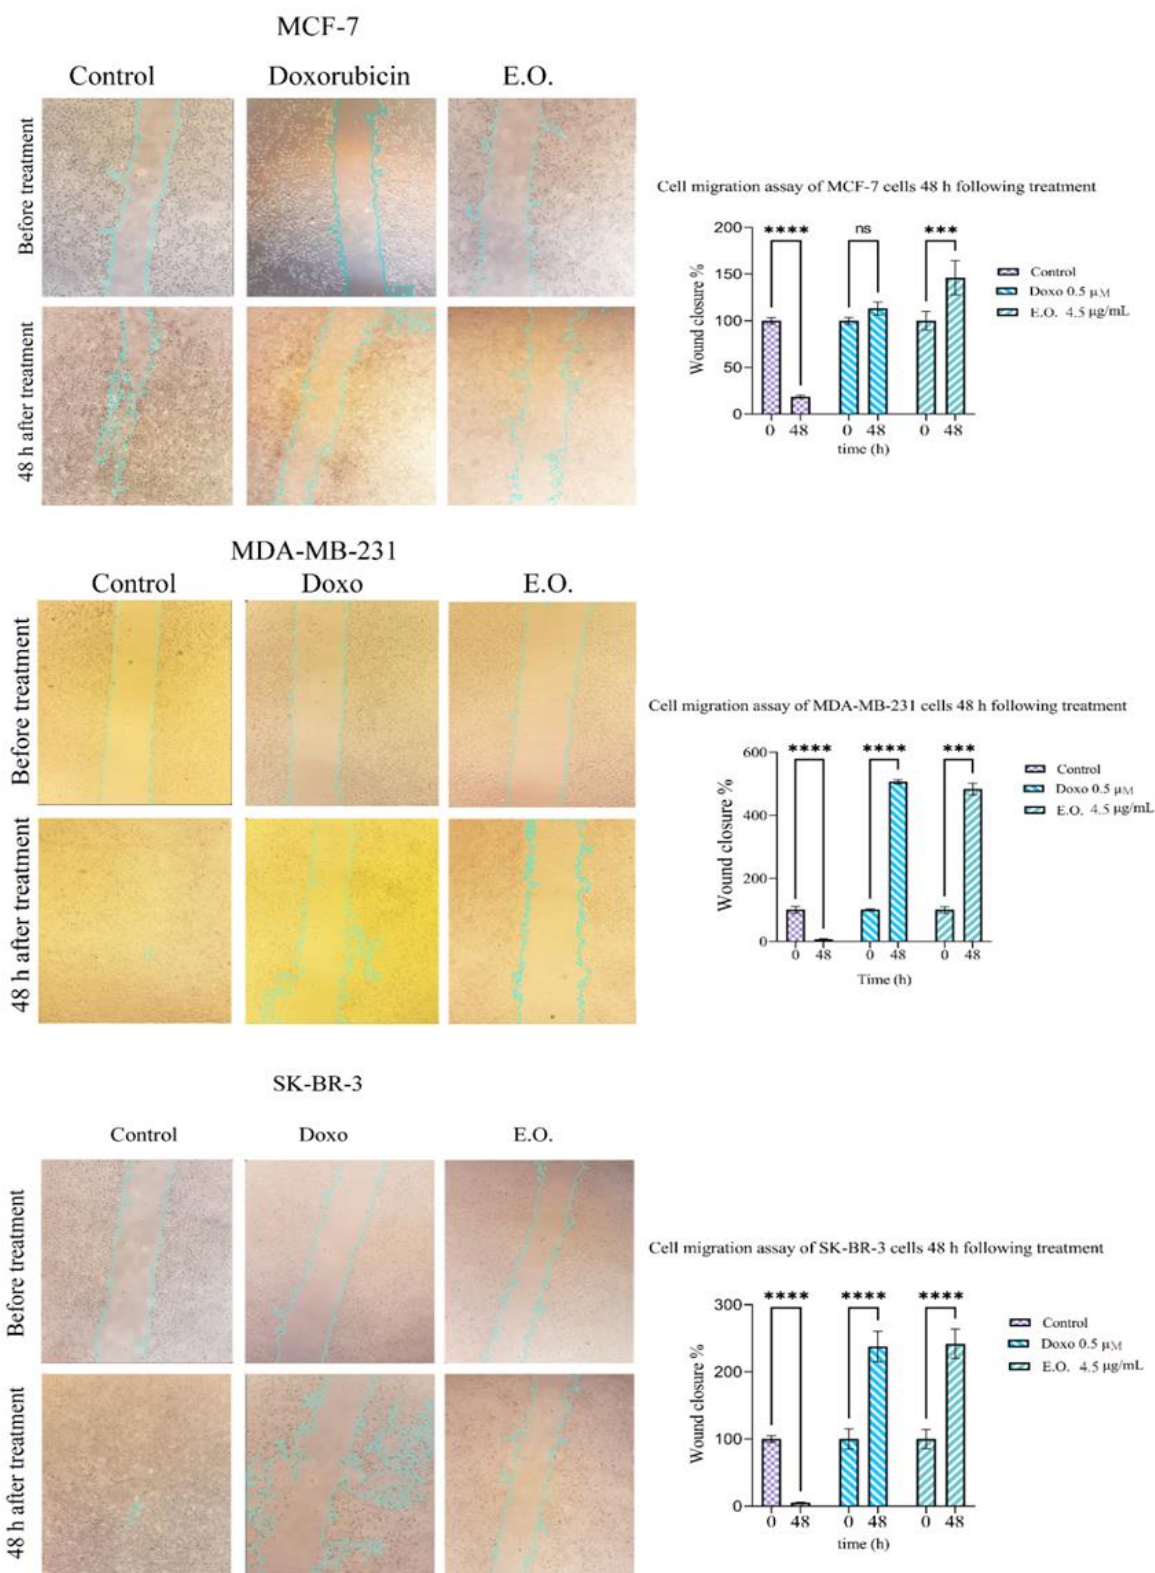 MCF-7
Control Doxorubicin E.O.
Before treatment
48 h after treatment
Cell migration assay of MCF-7 cells 48 h following treatment
Wound closure %
200
150
100
50
0
**** ns ***
0 48 0 48 0 48
time (h)
Control
Doxo 0.5 μM
E.O. 4.5 μg/mL
MDA-MB-231
Control Doxo E.O.
Before treatment
48 h after treatment
Cell migration assay of MDA-MB-231 cells 48 h following treatment
Wound closure %
600
400
200
0
**** **** ***
0 48 0 48 0 48
Time (h)
Control
Doxo 0.5 μM
E.O. 4.5 μg/mL
SK-BR-3
Control Doxo E.O.
Before treatment
48 h after treatment
Cell migration assay of SK-BR-3 cells 48 h following treatment
Wound closure %
300
200
100
0
**** **** ****
0 48 0 48 0 48
time (h)
Control
Doxo 0.5 μM
E.O. 4.5 μg/mL